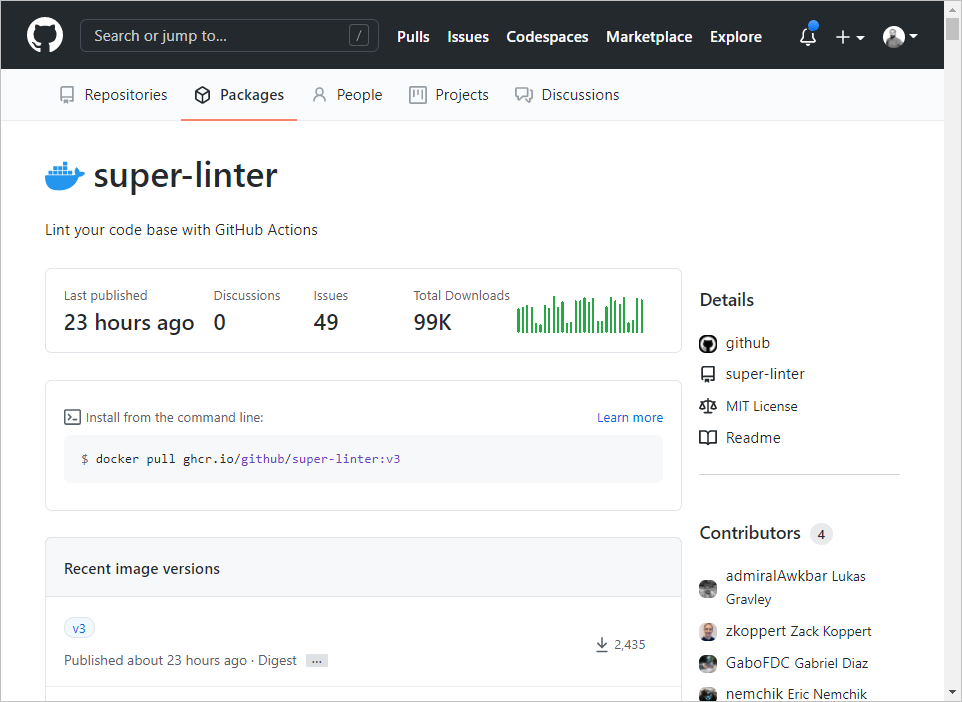 Search or jump to... / Pulls Issues Codespaces Marketplace Explore
Repositories Packages People Projects Discussions
super-linter
Lint your code base with GitHub Actions
Last published Discussions Issues Total Downloads
23 hours ago 0 49 99K
Install from the command line: Learn more
$ docker pull ghcr.io/github/super-linter:v3
Recent image versions
v3
2,435
Published about 23 hours ago · Digest ...
Details
github
super-linter
MIT License
Readme
Contributors 4
admiralAwkbar Lukas
Gravley
zkoppert Zack Koppert
GaboFDC Gabriel Diaz
nemchik Eric Nemchik